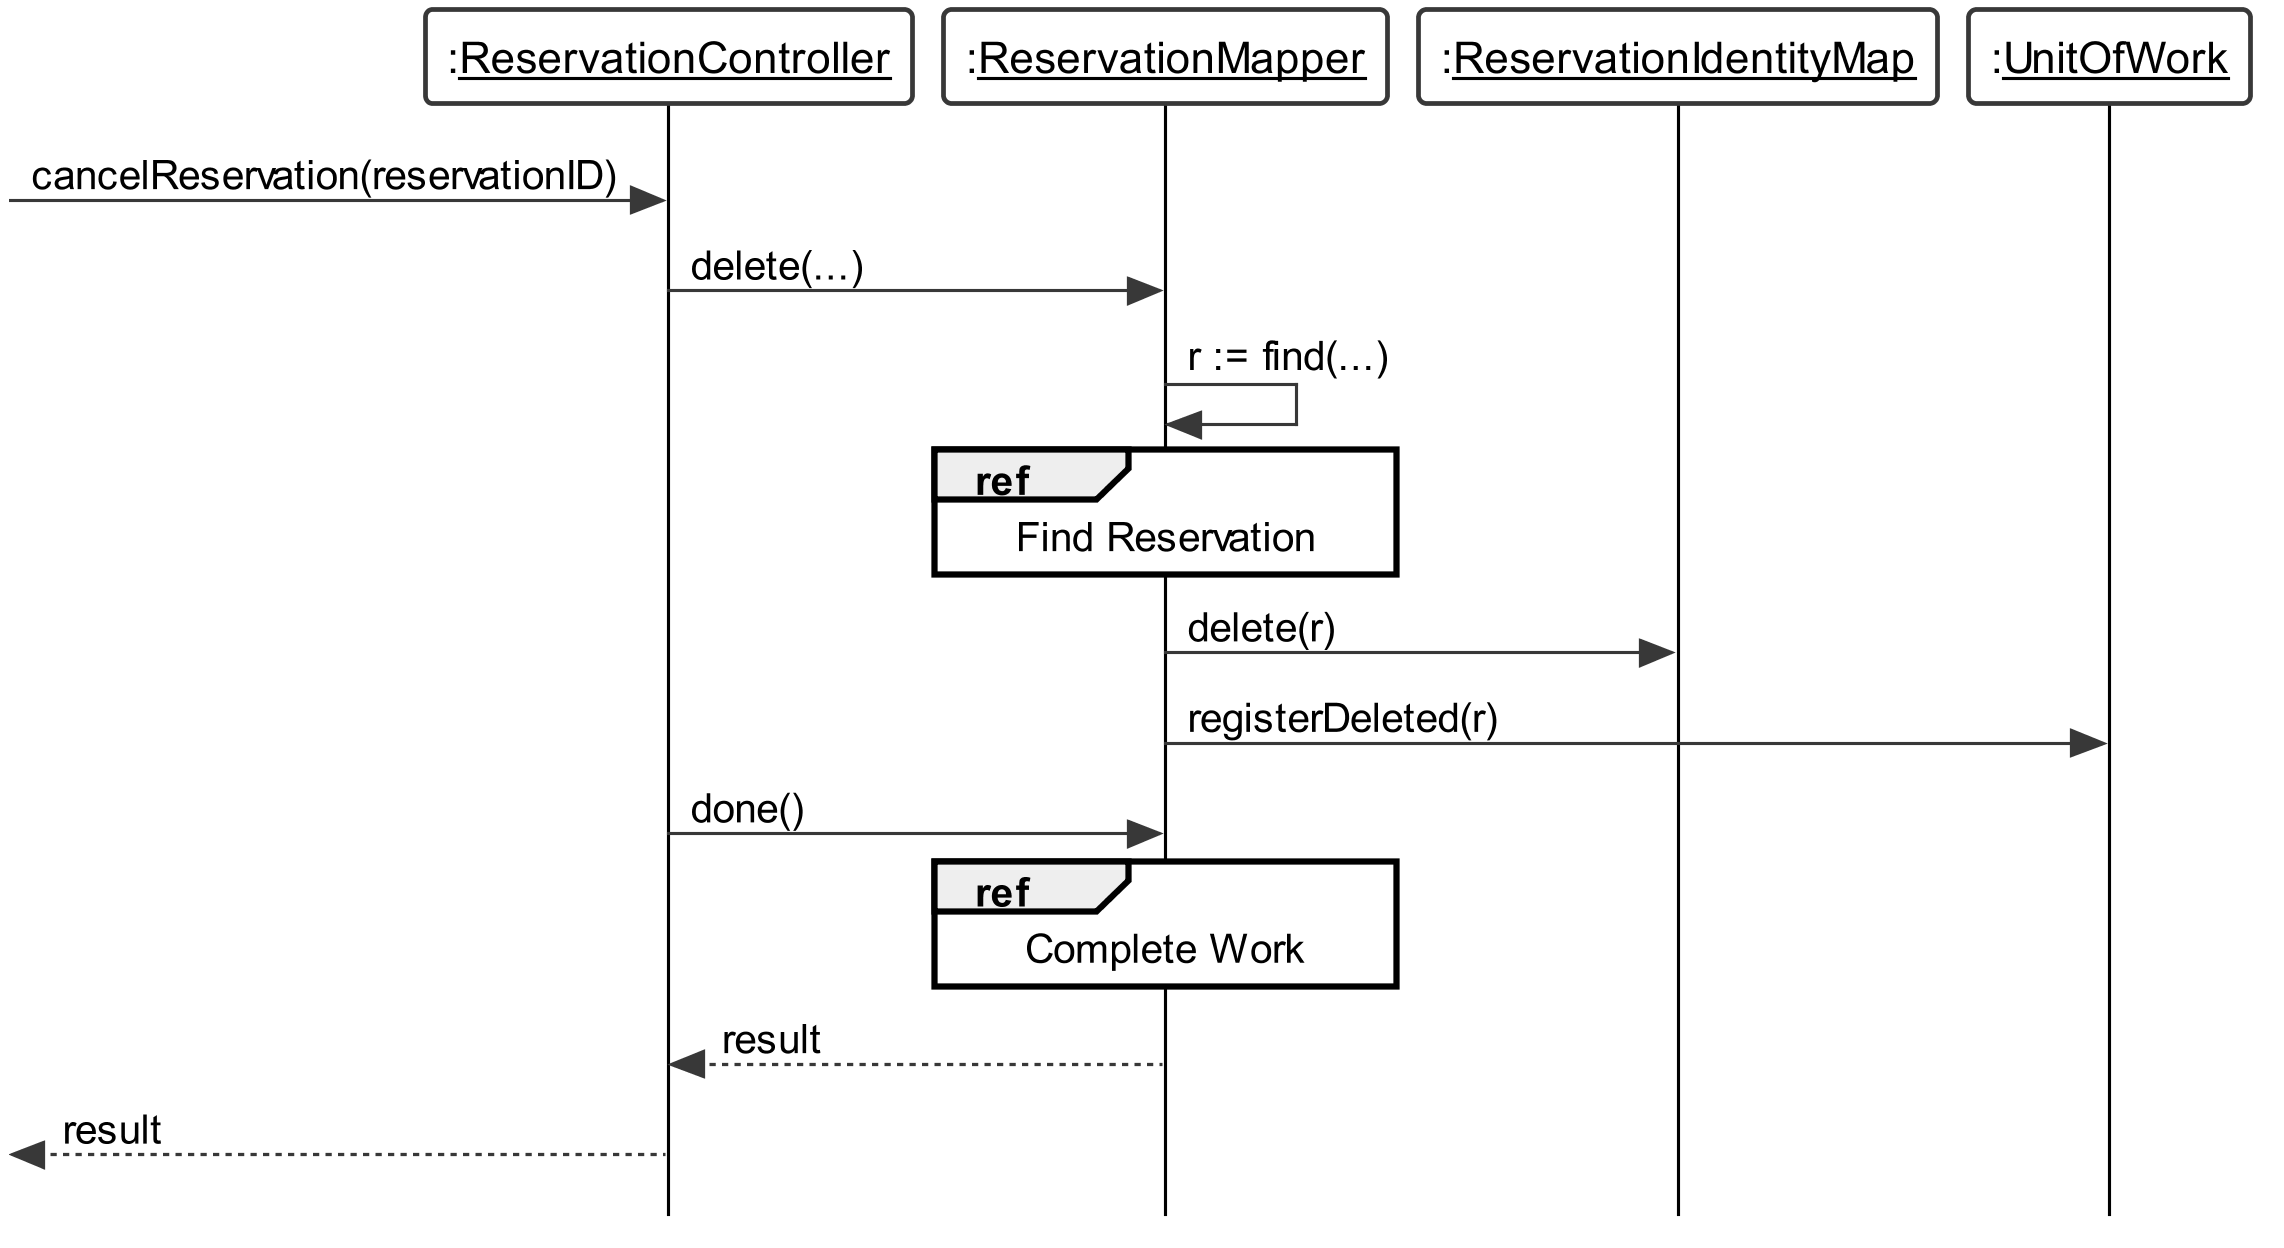 :ReservationController
:ReservationMapper
:ReservationIdentityMap
:UnitOfWork
cancelReservation(reservationID)
delete(...)
r := find(...)
ref
Find Reservation
delete(r)
registerDeleted(r)
done()
ref
Complete Work
result
result